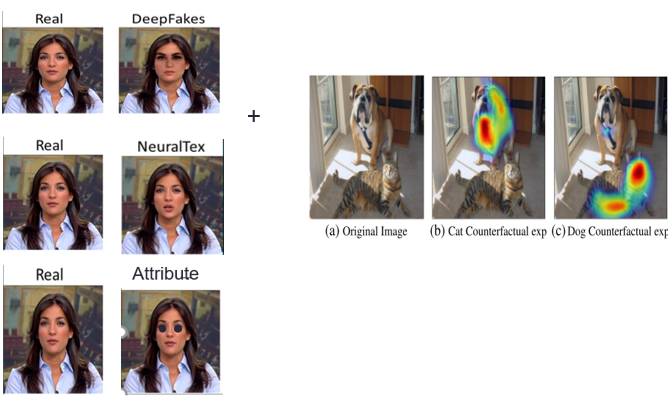 Real
DeepFakes
+
Real
NeuralTex
Real
Attribute
(a) Original Image
(b) Cat Counterfactual exp
(c) Dog Counterfactual exp